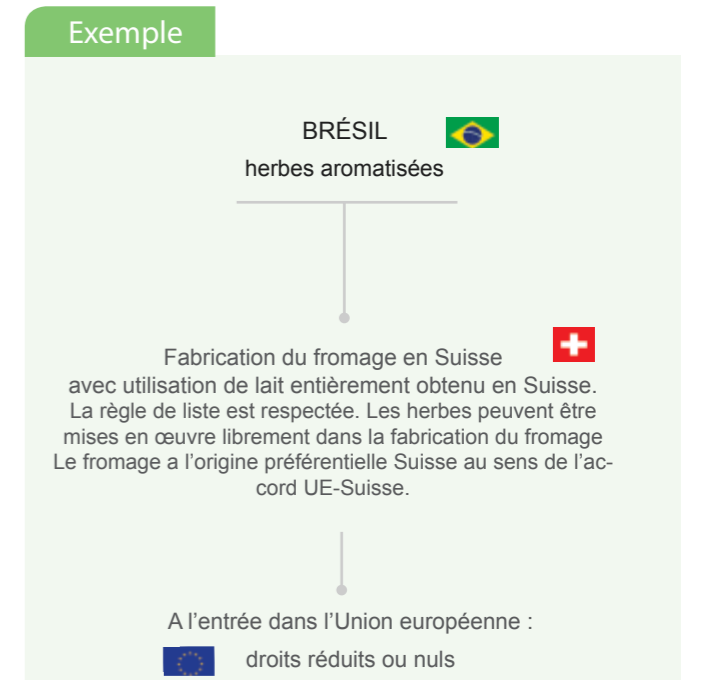 Exemple
BRÉSIL
herbes aromatisées
Fabrication du fromage en Suisse
avec utilisation de lait entièrement obtenu en Suisse.
La règle de liste est respectée. Les herbes peuvent être
mises en œuvre librement dans la fabrication du fromage
Le fromage a l’origine préférentielle Suisse au sens de l’ac-
cord UE-Suisse.
A l’entrée dans l’Union européenne :
droits réduits ou nuls